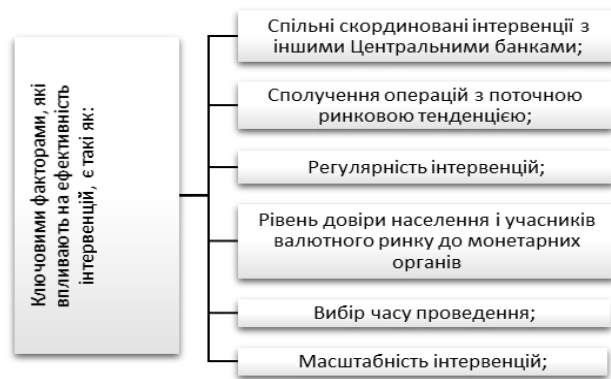 Ключовими факторами, які
впливають на ефективність
інтервенцій, є такі як:
Спільні скординовані інтервенції з
іншими Центральними банками;
Сполучення операцій з поточною
ринковою тенденцією;
Регулярність інтервенцій;
Рівень довіри населення і учасників
валютного ринку до монетарних
органів
Вибір часу проведення;
Масштабність інтервенцій;